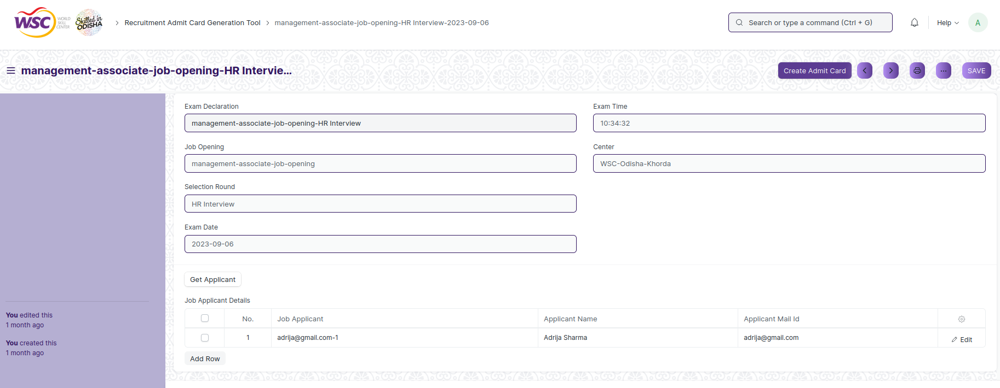 WSC WORLD SKILL CENTER
Skilled in ODISHA
Recruitment Admit Card Generation Tool
management-associate-job-opening-HR Interview-2023-09-06
Search or type a command (Ctrl + G)
Help
A
management-associate-job-opening-HR Intervie...
Create Admit Card
SAVE
Exam Declaration
management-associate-job-opening-HR Interview
Exam Time
10:34:32
Job Opening
management-associate-job-opening
Center
WSC-Odisha-Khorda
Selection Round
HR Interview
Exam Date
2023-09-06
Get Applicant
Job Applicant Details
No. Job Applicant Applicant Name Applicant Mail Id
1 adrija@gmail.com-1 Adrija Sharma adrija@gmail.com Edit
Add Row
You edited this
1 month ago
You created this
1 month ago